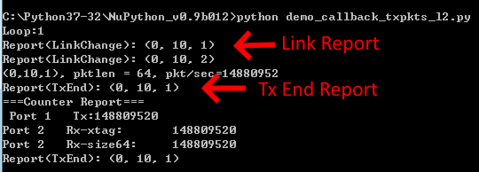 C:\Python37-32\NuPython_v0.9b012>python demo_callback_txpkts_l2.py
Loop:1
Report(LinkChange): (0, 10, 1)
Link Report
Report(LinkChange): (0, 10, 2)
(0,10,1), pktlen = 64, pkt/sec=14880952
Report(TxEnd): (0, 10, 1)
Tx End Report
===Counter Report===
Port 1 Tx:148809520
Port 2 Rx-xtag: 148809520
Port 2 Rx-size64: 148809520
Report(TxEnd): (0, 10, 1)